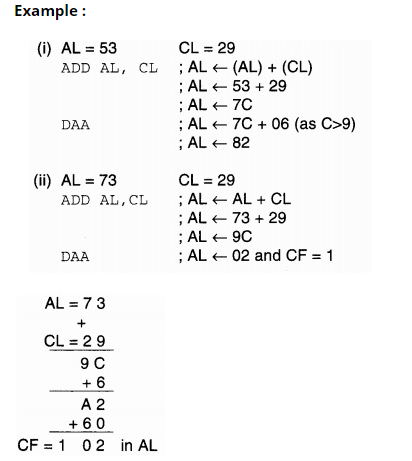 Example :
(i) AL = 53 CL = 29
ADD AL, CL ; AL ← (AL) + (CL)
; AL ← 53 + 29
; AL ← 7C
DAA ; AL ← 7C + 06 (as C>9)
; AL ← 82
(ii) AL = 73 CL = 29
ADD AL,CL ; AL ← AL + CL
; AL ← 73 + 29
; AL ← 9C
DAA ; AL ← 02 and CF = 1
AL = 7 3
+
CL = 2 9
9 C
+ 6
A 2
+ 6 0
CF = 1 0 2 in AL